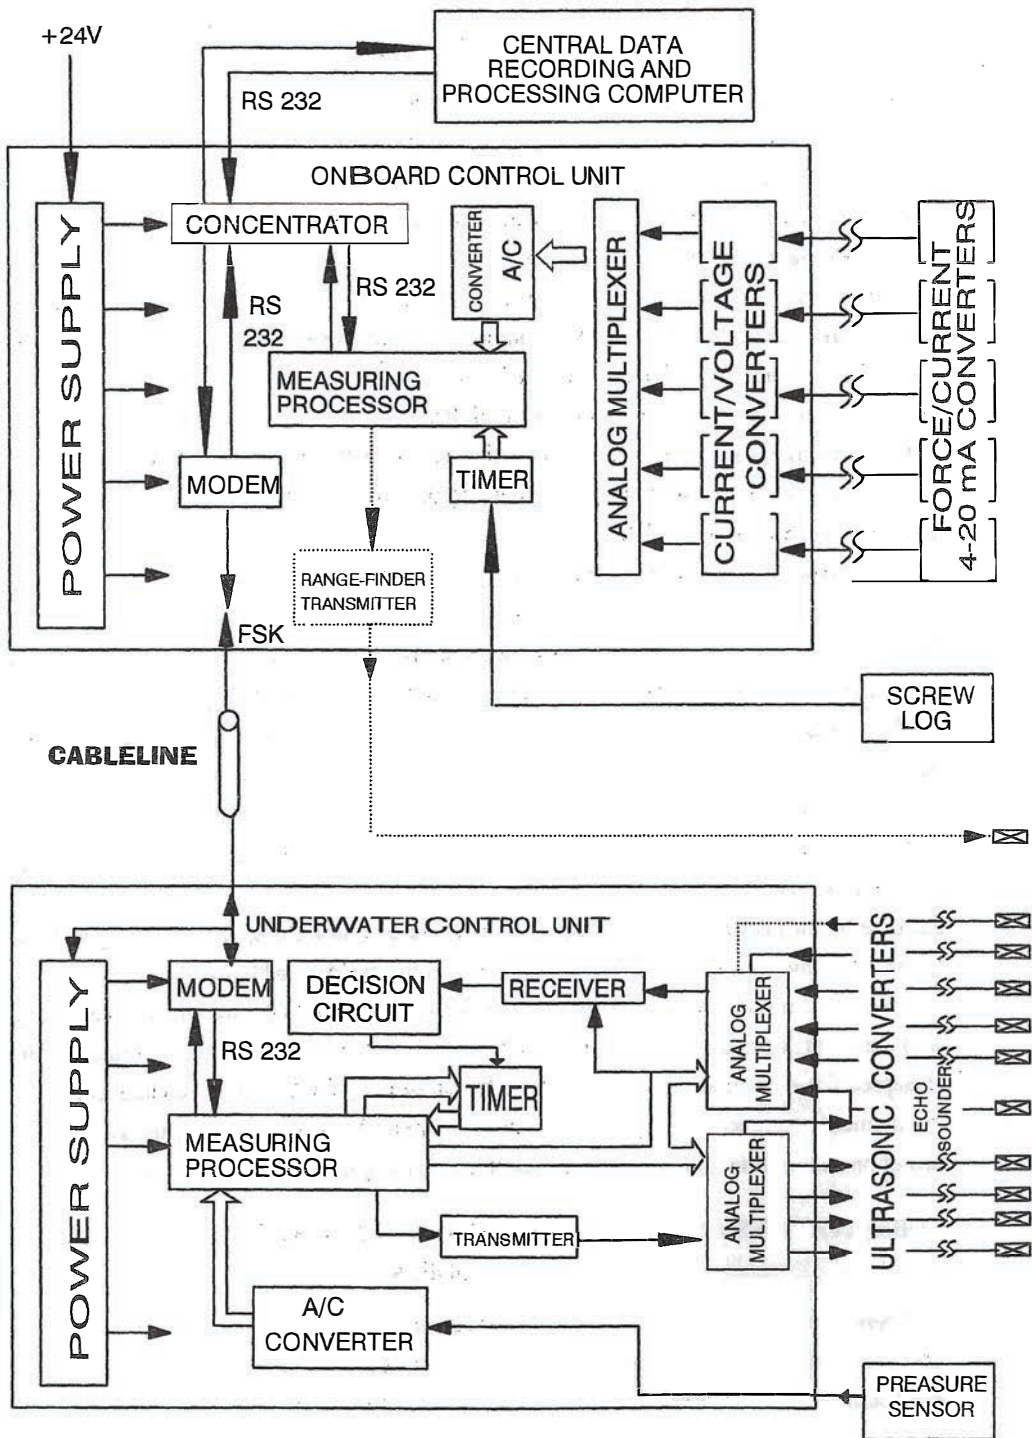 +24V
CENTRAL DATA
RECORDING AND
PROCESSING COMPUTER
RS 232
ONBOARD CONTROL UNIT
POWER SUPPLY
CONCENTRATOR
CONVERTER
A/C
ANALOG MULTIPLEXER
CURRENT/VOLTAGE
CONVERTERS
FORCE/CURRENT
4-20 mA CONVERTERS
RS
232
RS 232
MEASURING
PROCESSOR
MODEM
TIMER
RANGE-FINDER
TRANSMITTER
FSK
SCREW
LOG
CABLELINE
UNDERWATER CONTROL UNIT
POWER SUPPLY
MODEM
DECISION
CIRCUIT
RECEIVER
ANALOG
MULTIPLEXER
ULTRASONIC CONVERTERS
ECHO
SOUNDER
RS 232
TIMER
MEASURING
PROCESSOR
ANALOG
MULTIPLEXER
TRANSMITTER
A/C
CONVERTER
PREASURE
SENSOR